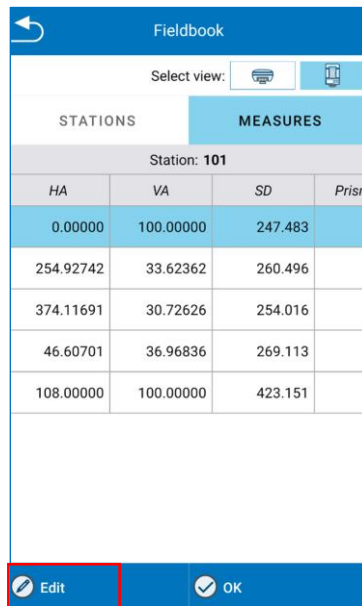 Fieldbook
Select view:
STATIONS MEASURES
Station: 101
HA VA SD Prisr
0.00000 100.00000 247.483
254.92742 33.62362 260.496
374.11691 30.72626 254.016
46.60701 36.96836 269.113
108.00000 100.00000 423.151
Edit OK